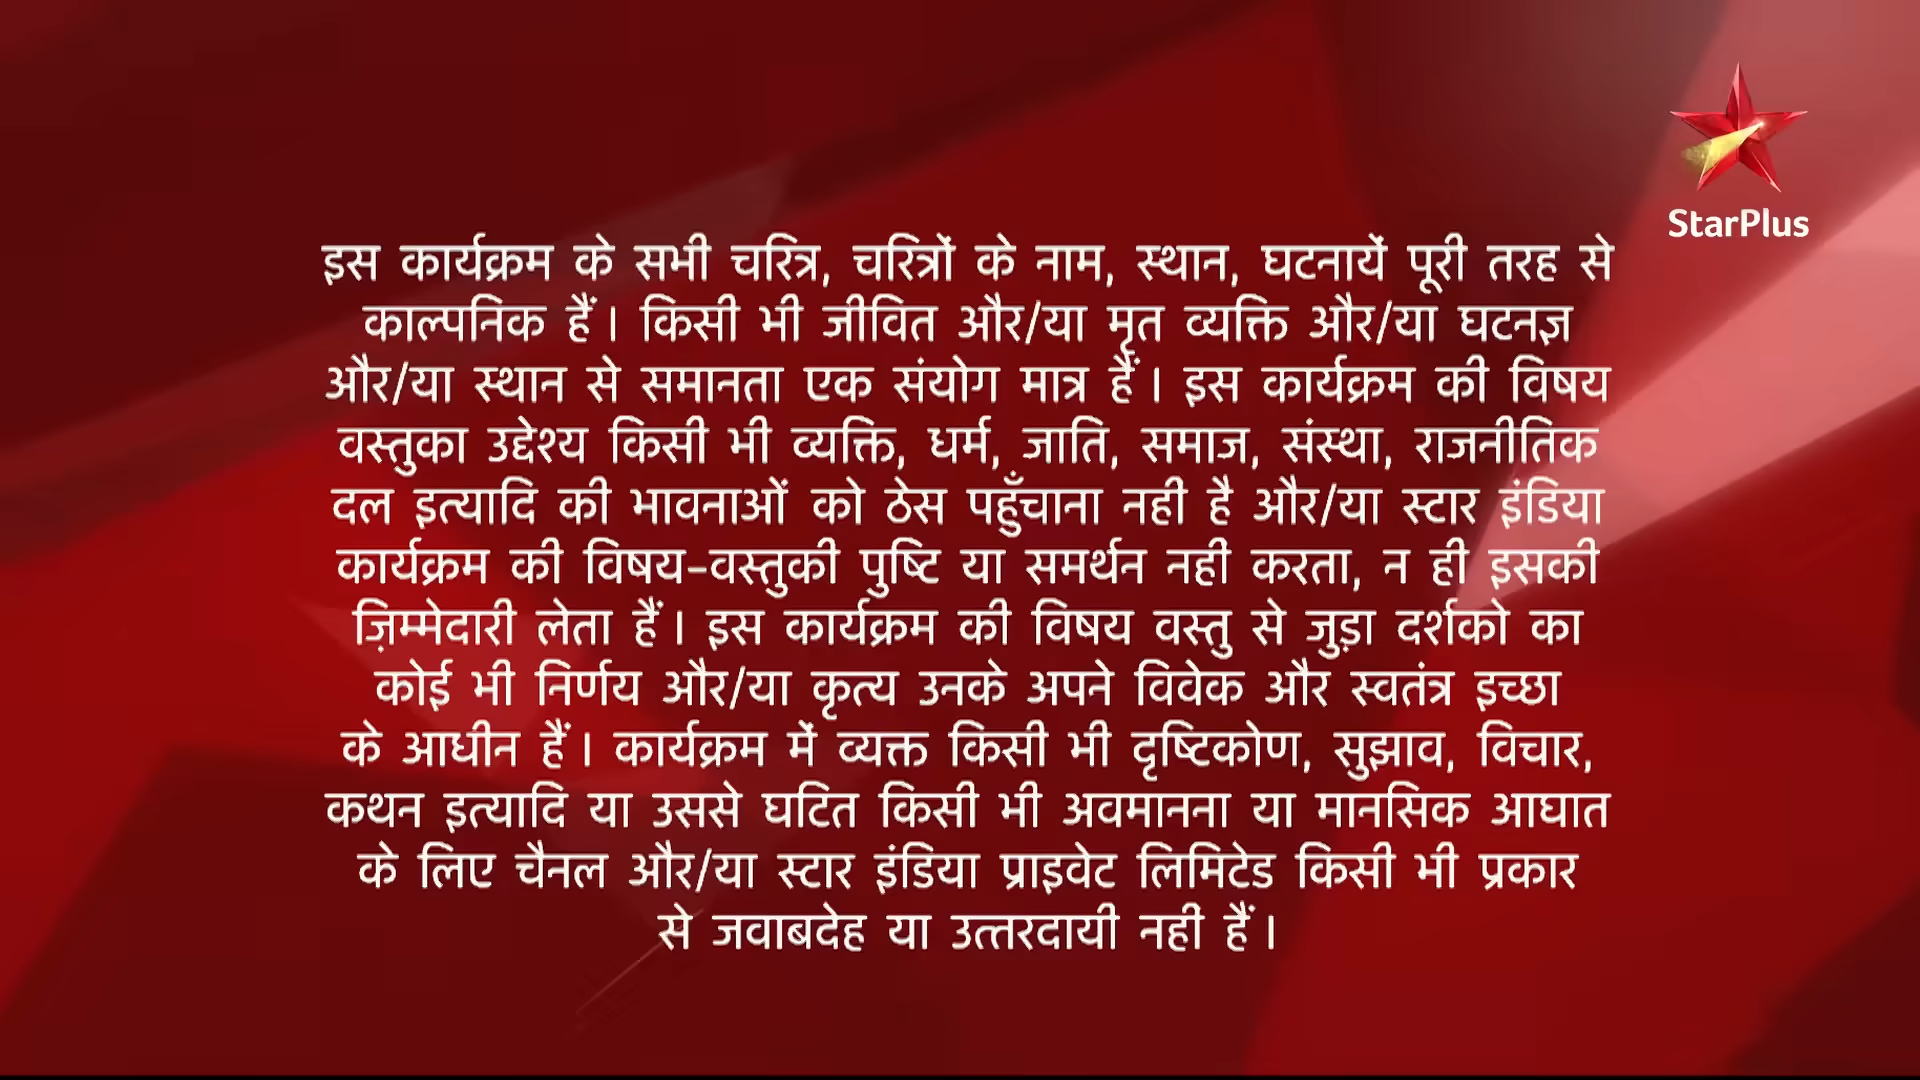 StarPlus
इस कार्यक्रम के सभी चरित्र, चरित्रों के नाम, स्थान, घटनायें पूरी तरह से
काल्पनिक हैं। किसी भी जीवित और/या मृत व्यक्ति और/या घटनज्ञ
और/या स्थान से समानता एक संयोग मात्र हैं। इस कार्यक्रम की विषय
वस्तुका उद्देश्य किसी भी व्यक्ति, धर्म, जाति, समाज, संस्था, राजनीतिक
दल इत्यादि की भावनाओं को ठेस पहुँचाना नही है और/या स्टार इंडिया
कार्यक्रम की विषय-वस्तुकी पुष्टि या समर्थन नही करता, न ही इसकी
ज़िम्मेदारी लेता हैं। इस कार्यक्रम की विषय वस्तु से जुड़ा दर्शको का
कोई भी निर्णय और/या कृत्य उनके अपने विवेक और स्वतंत्र इच्छा
के आधीन हैं। कार्यक्रम में व्यक्त किसी भी दृष्टिकोण, सुझाव, विचार,
कथन इत्यादि या उससे घटित किसी भी अवमानना या मानसिक आघात
के लिए चैनल और/या स्टार इंडिया प्राइवेट लिमिटेड किसी भी प्रकार
से जवाबदेह या उत्तरदायी नही हैं।